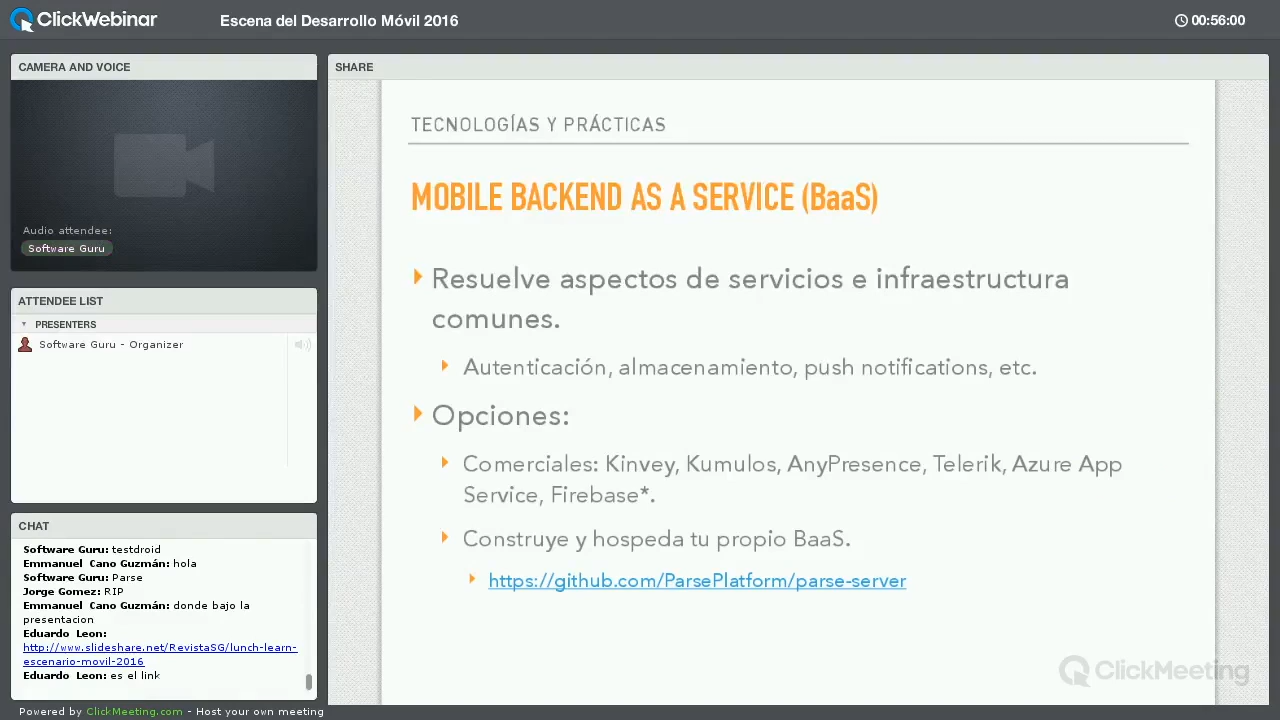 ClickWebinar
Escena del Desarrollo Móvil 2016
00:56:00
CAMERA AND VOICE
Audio attendee:
Software Guru
ATTENDEE LIST
PRESENTERS
Software Guru - Organizer
CHAT
Software Guru: testdroid
Emmanuel Cano Guzmán: hola
Software Guru: Parse
Jorge Gomez: RIP
Emmanuel Cano Guzmán: donde bajo la
presentacion
Eduardo Leon:
http://www.slideshare.net/RevistaSG/lunch-learn-
escenario-movil-2016
Eduardo Leon: es el link
SHARE
TECNOLOGÍAS Y PRÁCTICAS
MOBILE BACKEND AS A SERVICE (BaaS)
Resuelve aspectos de servicios e infraestructura
comunes.
Autenticación, almacenamiento, push notifications, etc.
Opciones:
Comerciales: Kinvey, Kumulos, AnyPresence, Telerik, Azure App
Service, Firebase*.
Construye y hospeda tu propio BaaS.
https://github.com/ParsePlatform/parse-server
ClickMeeting
Powered by ClickMeeting.com - Host your own meeting